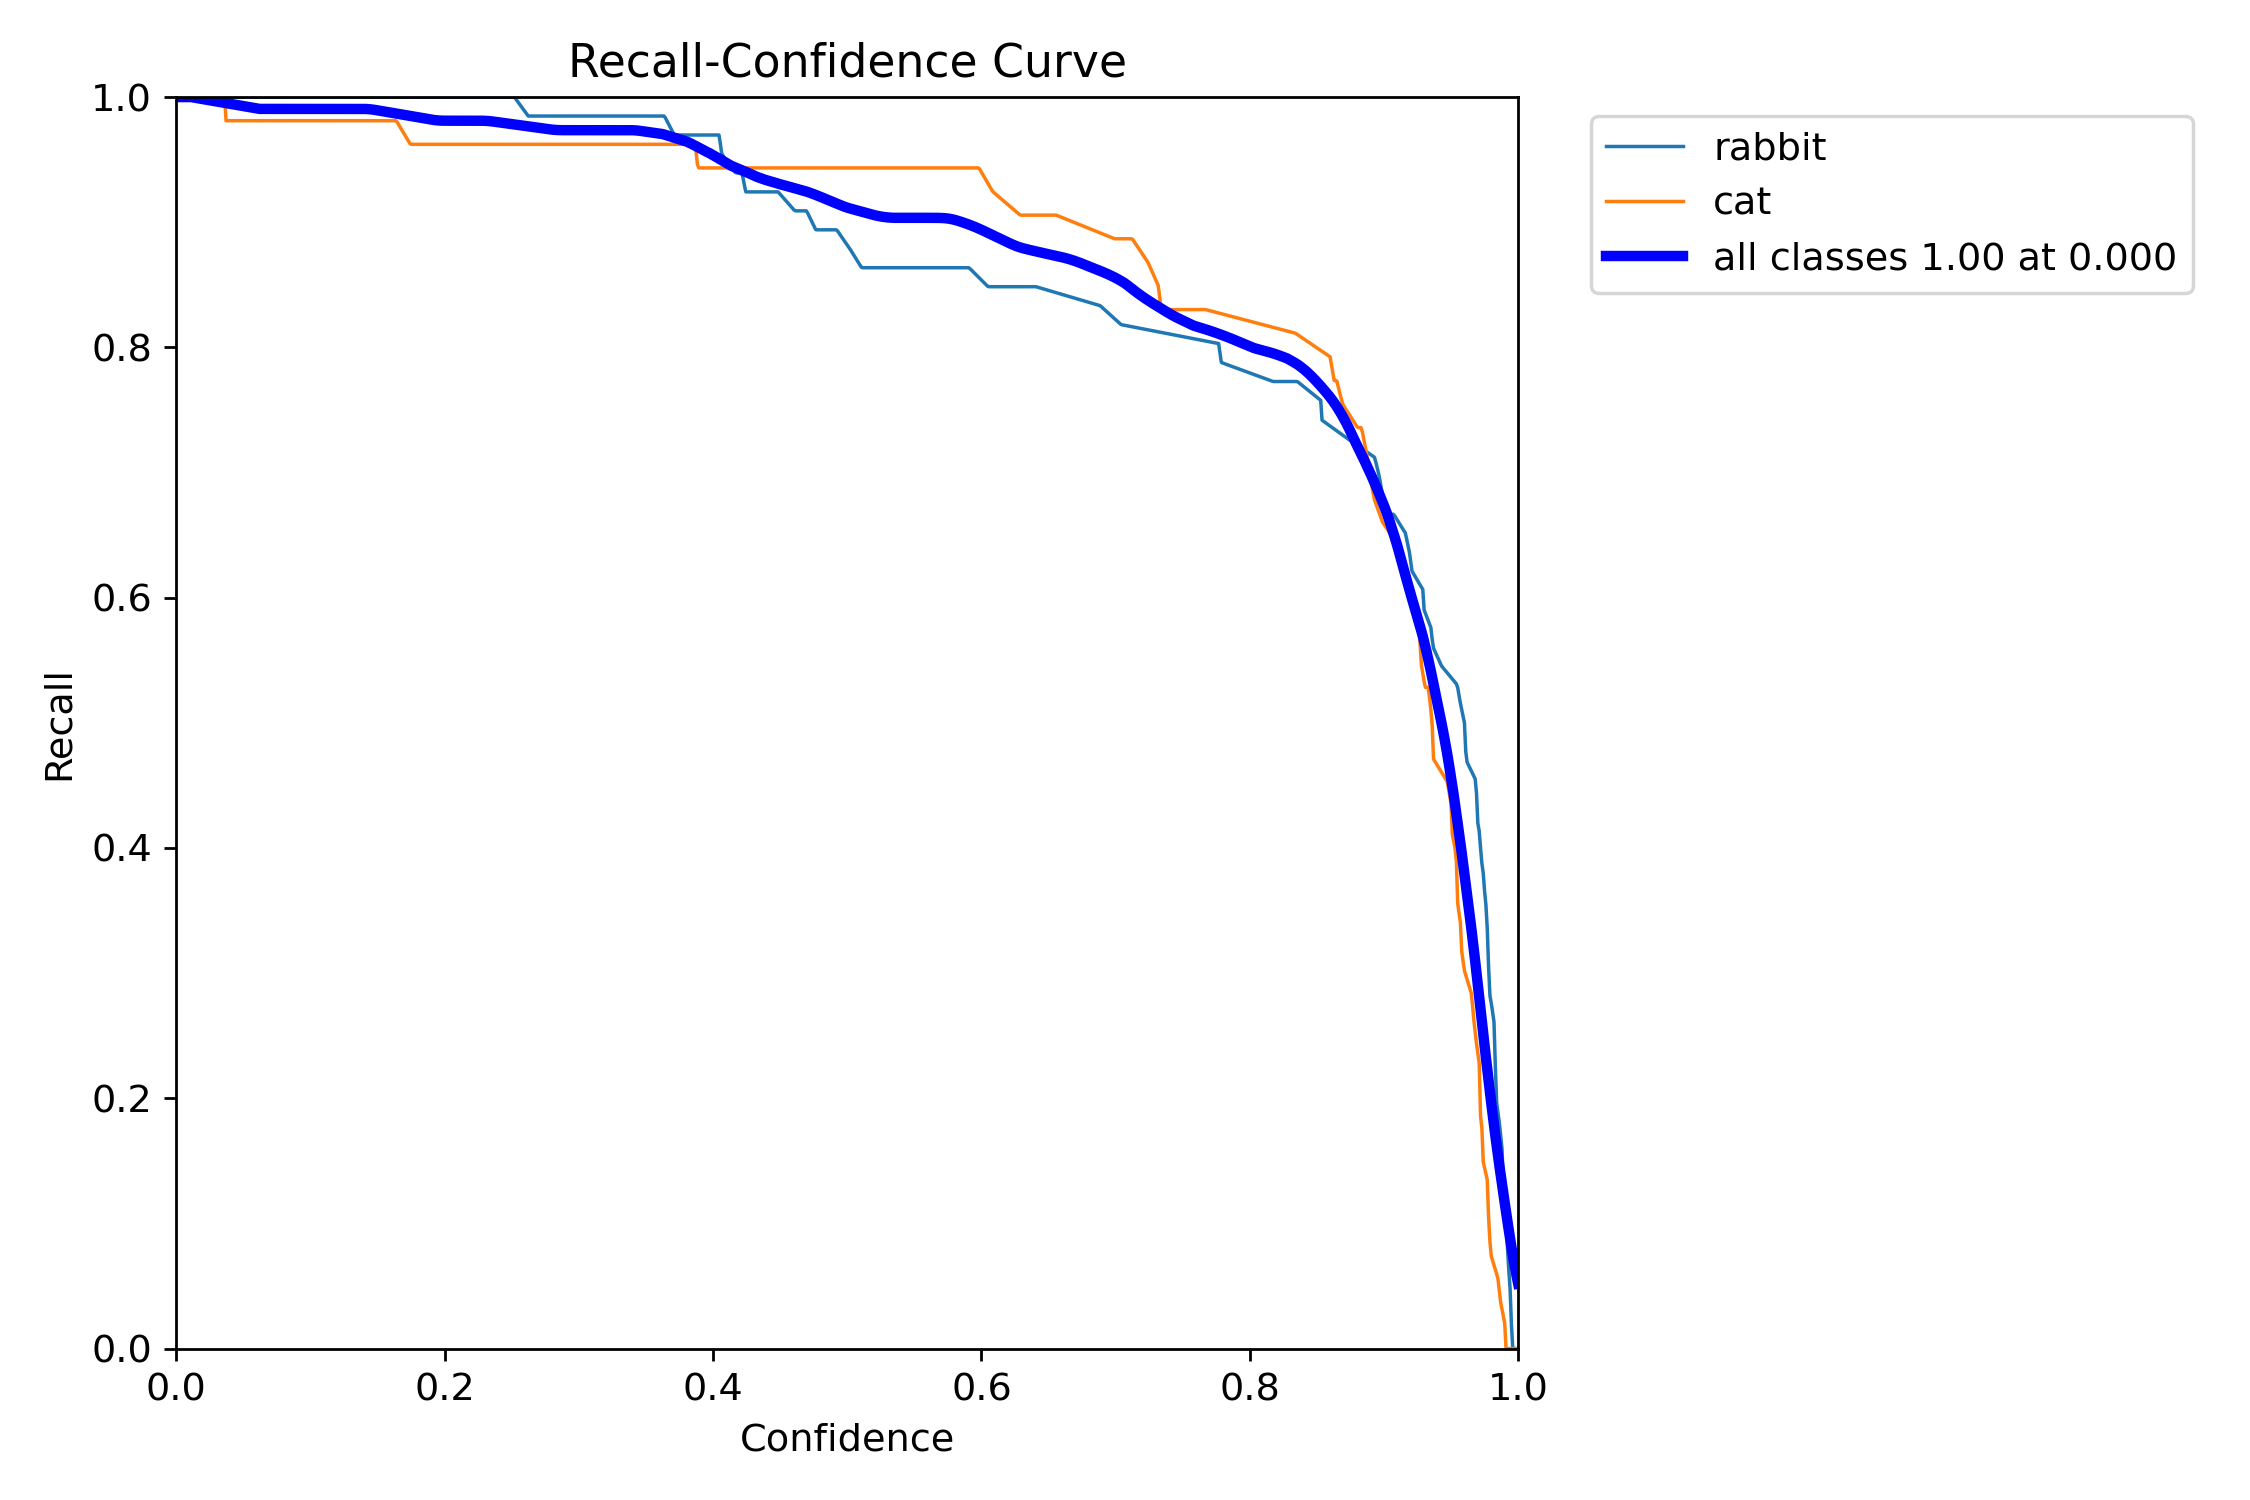 Recall-Confidence Curve
1.0
0.8
0.6
0.4
0.2
0.0
Recall
0.0 0.2 0.4 0.6 0.8 1.0
Confidence
rabbit
cat
all classes 1.00 at 0.000